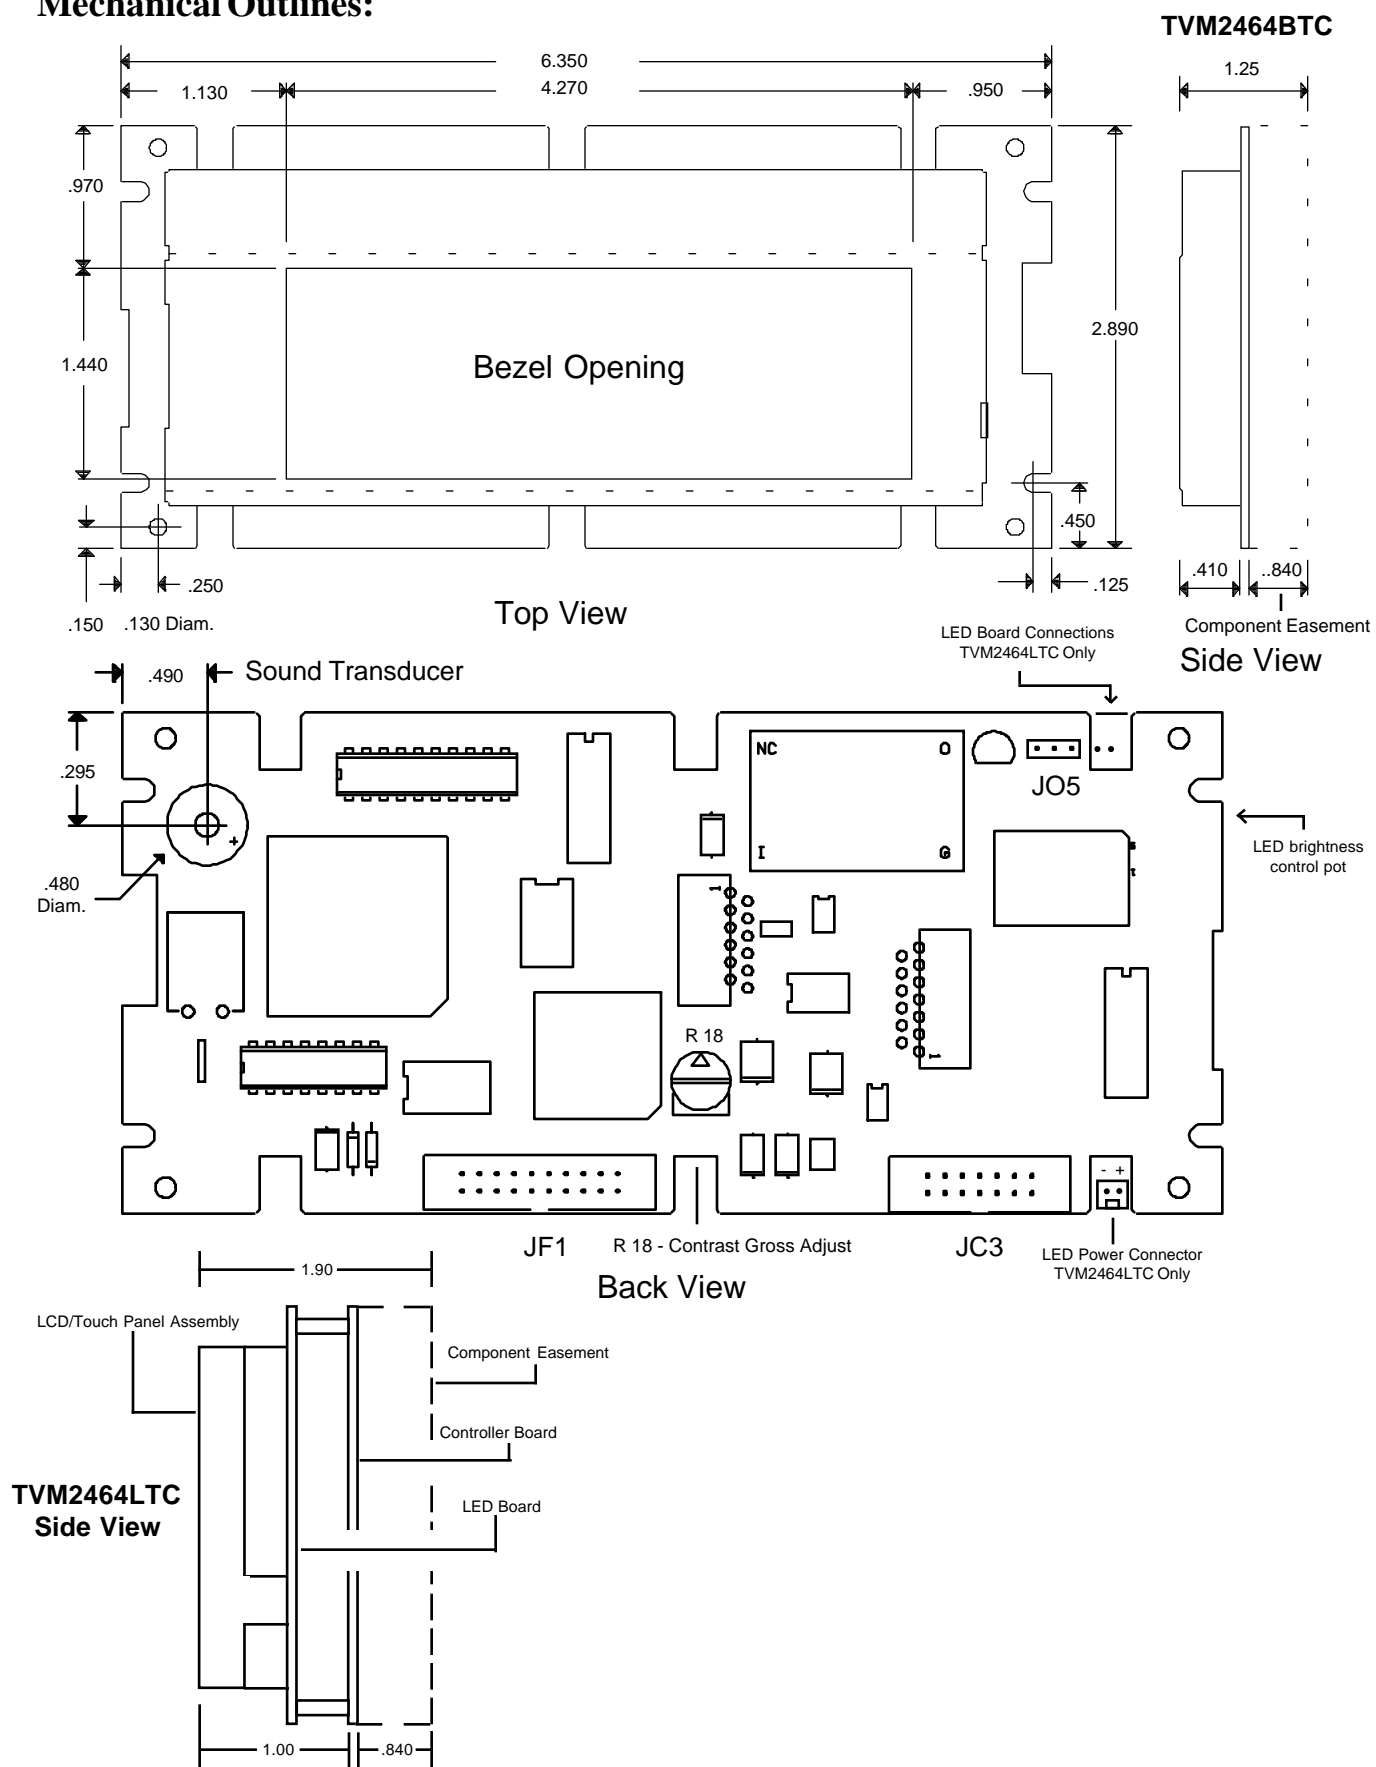 Mechanical Outlines:
TVM2464BTC
6.350
1.25
1.130
4.270
.950
.970
2.890
1.440
Bezel Opening
.450
.250
.125
.410
..840
.150
.130 Diam.
Top View
LED Board Connections
TVM2464LTC Only
Component Easement
Side View
.490
Sound Transducer
NC
O
.295
JO5
+
I
G
LED brightness
control pot
.480
Diam.
1
R 18
1
- +
JF1
R 18 - Contrast Gross Adjust
JC3
LED Power Connector
TVM2464LTC Only
1.90
Back View
LCD/Touch Panel Assembly
Component Easement
Controller Board
TVM2464LTC
Side View
LED Board
1.00
.840